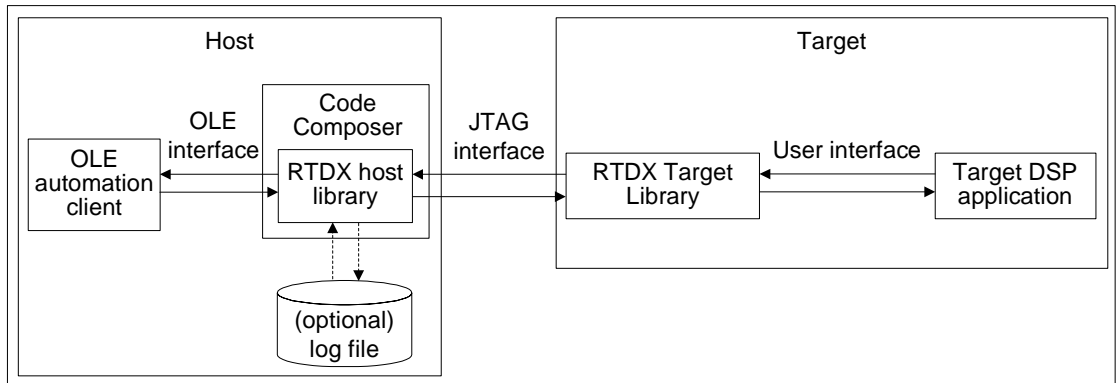 Host
Target
Code
Composer
OLE
interface
JTAG
interface
User interface
OLE
automation
client
RTDX host
library
RTDX Target
Library
Target DSP
application
(optional)
log file